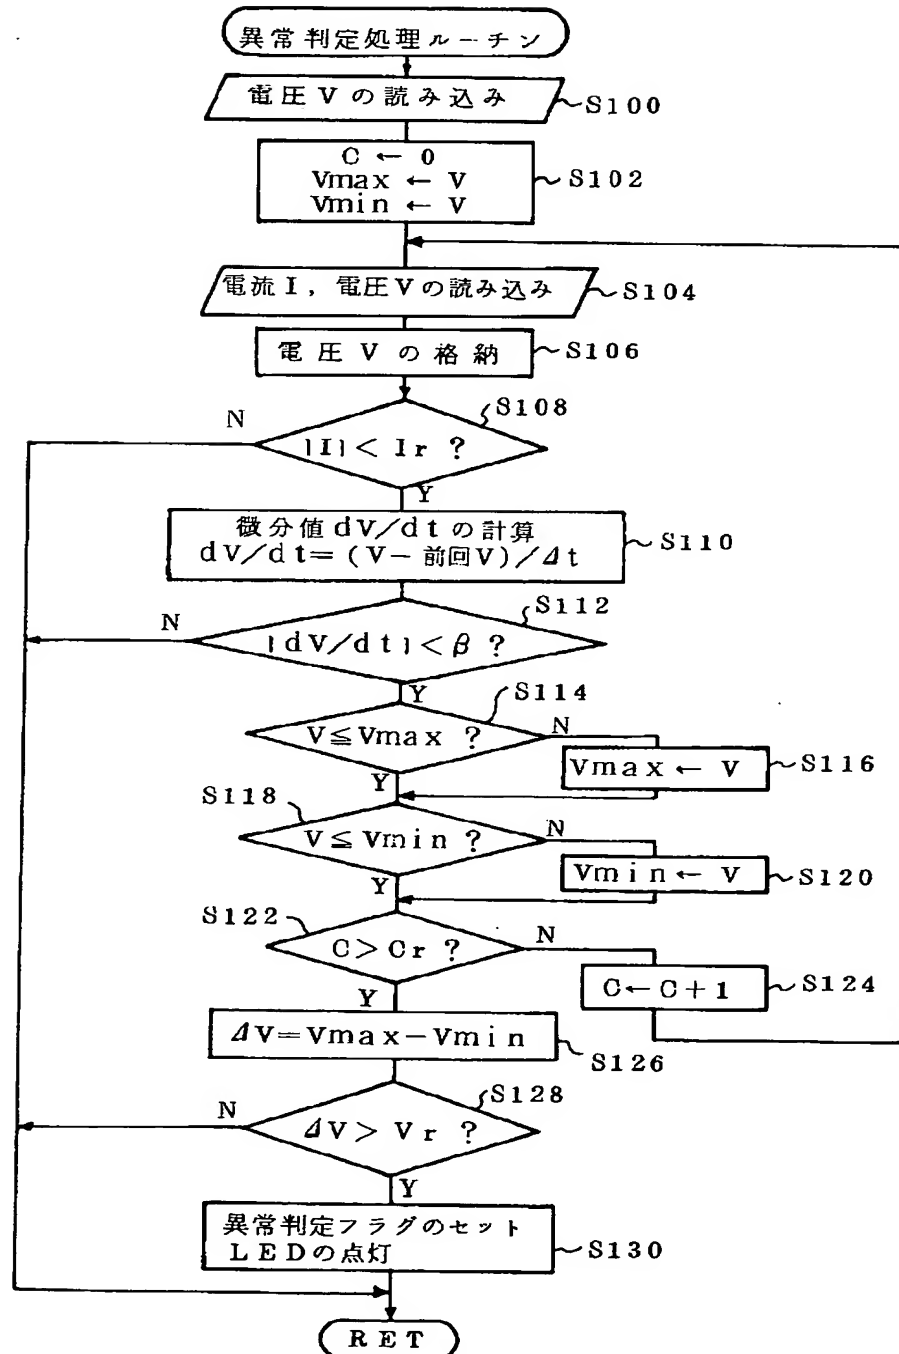 異常判定処理ルーチン
電圧Vの読み込み
S100
C ← 0
Vmax ← V
Vmin ← V
S102
電流I，電圧Vの読み込み
S104
電圧Vの格納
S106
S108
N
|I| < Ir ?
Y
微分値dV/dtの計算
dV/dt=(V−前回V)/Δt
S110
S112
N
|dV/dt|<β ?
Y
S114
V≦Vmax ?
N
Vmax ← V
S116
Y
S118
V≦Vmin ?
N
Vmin ← V
S120
Y
S122
C>Cr ?
N
C←C+1
S124
Y
ΔV=Vmax−Vmin
S126
S128
N
ΔV> Vr ?
Y
異常判定フラグのセット
LEDの点灯
S130
RET